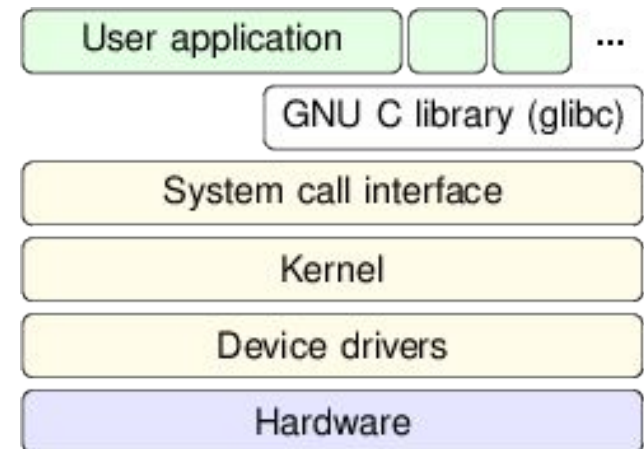 User application
...
GNU C library (glibc)
System call interface
Kernel
Device drivers
Hardware